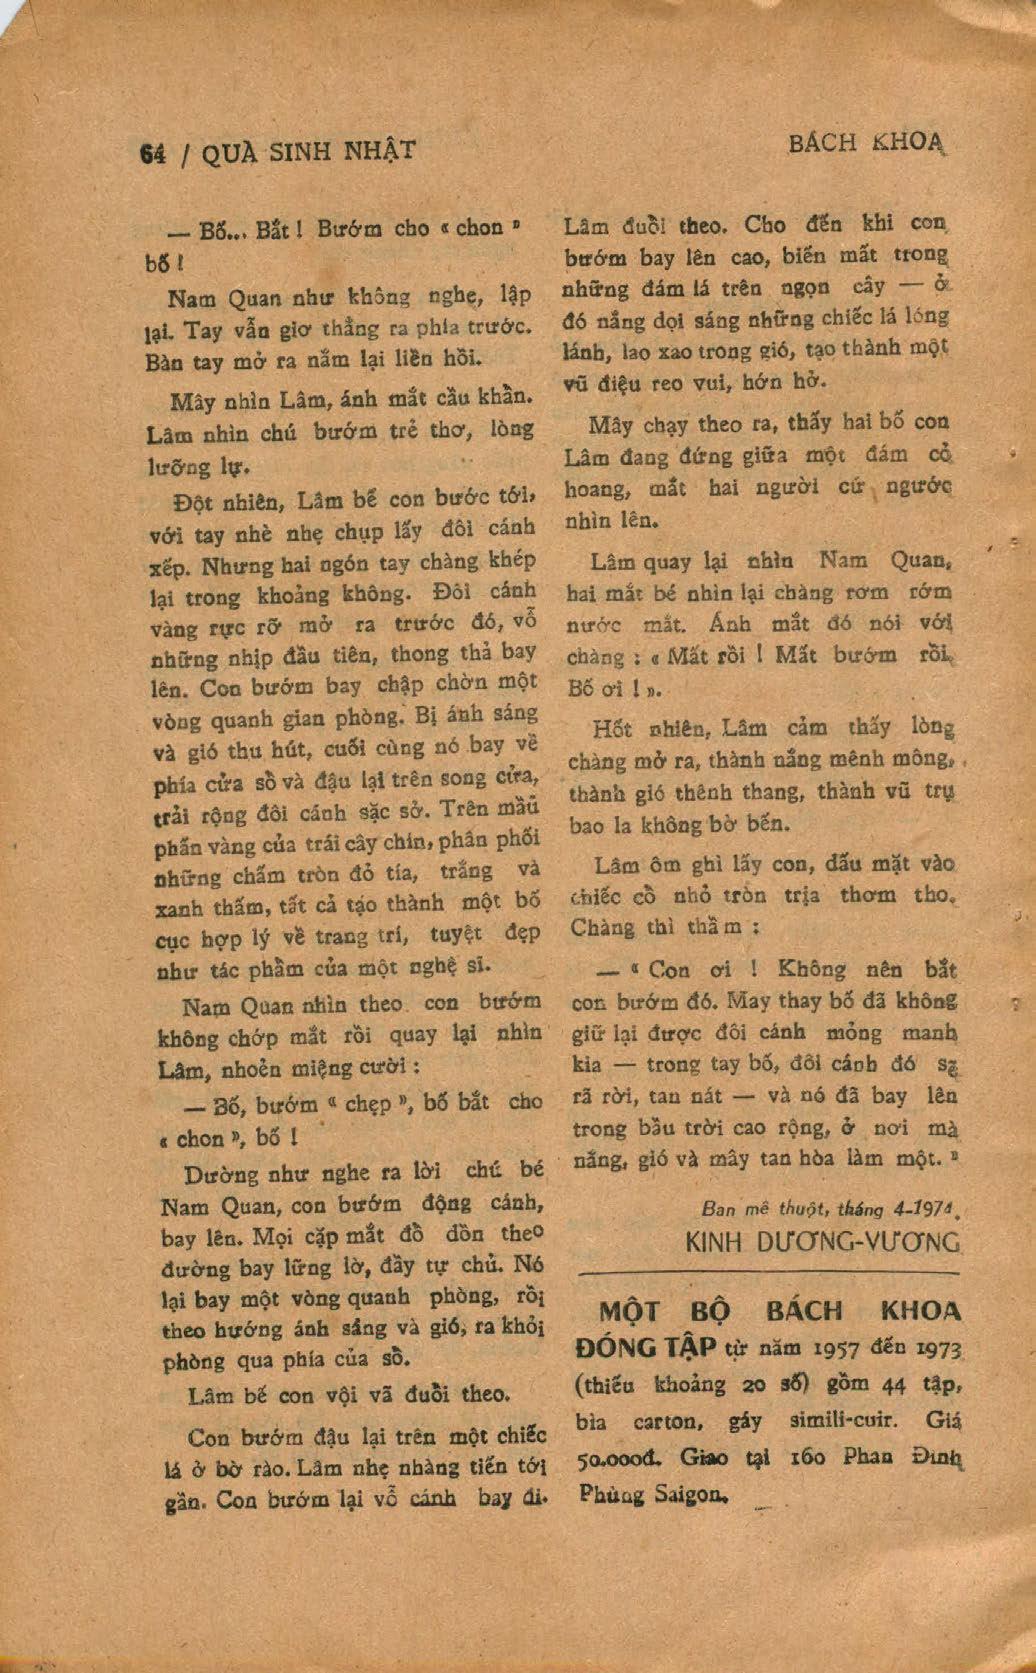 64 / QUÀ SINH NHẬT
BÁCH KHOA
— Bố... Bắt ! Bướm cho « chon »
bố !
Nam Quan như không nghe, lập
lại. Tay vẫn giơ thẳng ra phía trước.
Bàn tay mở ra nắm lại liền hồi.
Mây nhìn Lâm, ánh mắt cầu khẩn.
Lâm nhìn chú bướm trẻ thơ, lòng
lưỡng lự.
Đột nhiên, Lâm bế con bước tới,
với tay nhè nhẹ chụp lấy đôi cánh
xếp. Nhưng hai ngón tay chàng khép
lại trong khoảng không. Đôi cánh
vàng rực rỡ mở ra trước đó, vỗ
những nhịp đầu tiên, thong thả bay
lên. Con bướm bay chập chờn một
vòng quanh gian phòng. Bị ánh sáng
và gió thu hút, cuối cùng nó bay về
phía cửa sổ và đậu lại trên song cửa,
trải rộng đôi cánh sặc sở. Trên mầu
phấn vàng của trái cây chín, phân phối
những chấm tròn đỏ tía, trắng và
xanh thẫm, tất cả tạo thành một bố
cục hợp lý về trang trí, tuyệt đẹp
như tác phẩm của một nghệ sĩ.
Nam Quan nhìn theo con bướm
không chớp mắt rồi quay lại nhìn
Lâm, nhoẻn miệng cười :
— Bố, bướm « chẹp », bố bắt cho
« chon », bố !
Dường như nghe ra lời chú bé
Nam Quan, con bướm động cánh,
bay lên. Mọi cặp mắt đổ dồn theo
đường bay lững lờ, đầy tự chủ. Nó
lại bay một vòng quanh phòng, rồi
theo hướng ánh sáng và gió, ra khỏi
phòng qua phía của sổ.
Lâm bế con vội vã đuổi theo.
Con bướm đậu lại trên một chiếc
lá ở bờ rào. Lâm nhẹ nhàng tiến tới
gần. Con bướm lại vỗ cánh bay đi.
Lâm đuổi theo. Cho đến khi con
bướm bay lên cao, biến mất trong
những đám lá trên ngọn cây — ở
đó nắng dọi sáng những chiếc lá lóng
lánh, lao xao trong gió, tạo thành một
vũ điệu reo vui, hớn hở.
Mây chạy theo ra, thấy hai bố con
Lâm đang đứng giữa một đám cỏ
hoang, mắt hai người cứ ngước
nhìn lên.
Lâm quay lại nhìn Nam Quan,
hai mắt bé nhìn lại chàng rơm rớm
nước mắt. Ánh mắt đó nói với
chàng : « Mất rồi ! Mất bướm rồi.
Bố ơi ! ».
Hốt nhiên, Lâm cảm thấy lòng
chàng mở ra, thành nắng mênh mông,
thành gió thênh thang, thành vũ trụ
bao la không bờ bến.
Lâm ôm ghì lấy con, dấu mặt vào
chiếc cổ nhỏ tròn trịa thơm tho.
Chàng thì thầm :
— « Con ơi ! Không nên bắt
con bướm đó. May thay bố đã không
giữ lại được đôi cánh mỏng manh
kia — trong tay bố, đôi cánh đó sẽ
rã rời, tan nát — và nó đã bay lên
trong bầu trời cao rộng, ở nơi mà
nắng, gió và mây tan hòa làm một. »
Ban mê thuột, tháng 4-1974.
KINH DƯƠNG-VƯƠNG
MỘT BỘ BÁCH KHOA
ĐÓNG TẬP từ năm 1957 đến 1973
(thiếu khoảng 20 số) gồm 44 tập,
bìa carton, gáy simili-cuir. Giá
50.000đ. Giao tại 160 Phan Đình
Phùng Saigon.